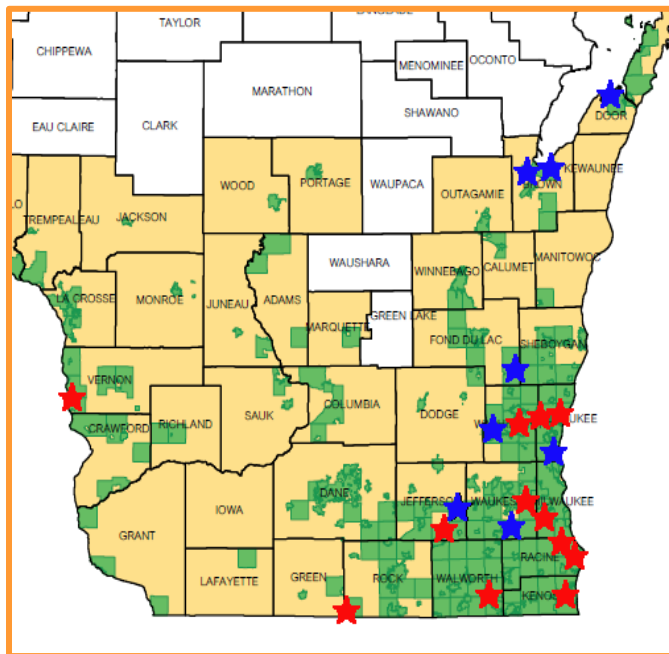 TAYLOR
CHIPPEWA
OCONTO
MENOMINEE
MARATHON
SHAWANO
DOOR
EAU CLAIRE
CLARK
KEWAUNEE
WOOD
PORTAGE
WAUPACA
OUTAGAMIE
BROWN
TREMPEALEAU
JACKSON
WAUSHARA
WINNEBAGO
CALUMET
MANITOWOC
LA CROSSE
MONROE
JUNEAU
ADAMS
MARQUETTE
GREEN LAKE
FOND DU LAC
SHEBOYGAN
VERNON
SAUK
COLUMBIA
DODGE
CRAWFORD
RICHLAND
UKEE
DANE
JEFFERSON
WAUKES
MILWAUKEE
GRANT
IOWA
RACINE
LAFAYETTE
GREEN
ROCK
WALWORTH
KENO